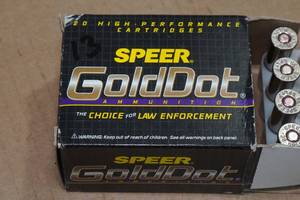 20 HIGH-PERFORMANCE
CARTRIDGES
13
SPEER®
GoldDot®
AMMUNITION
THE CHOICE FOR LAW ENFORCEMENT
⚠WARNING: Keep out of reach of children. See all warnings on back panel.
SPEER®
GoldDot®